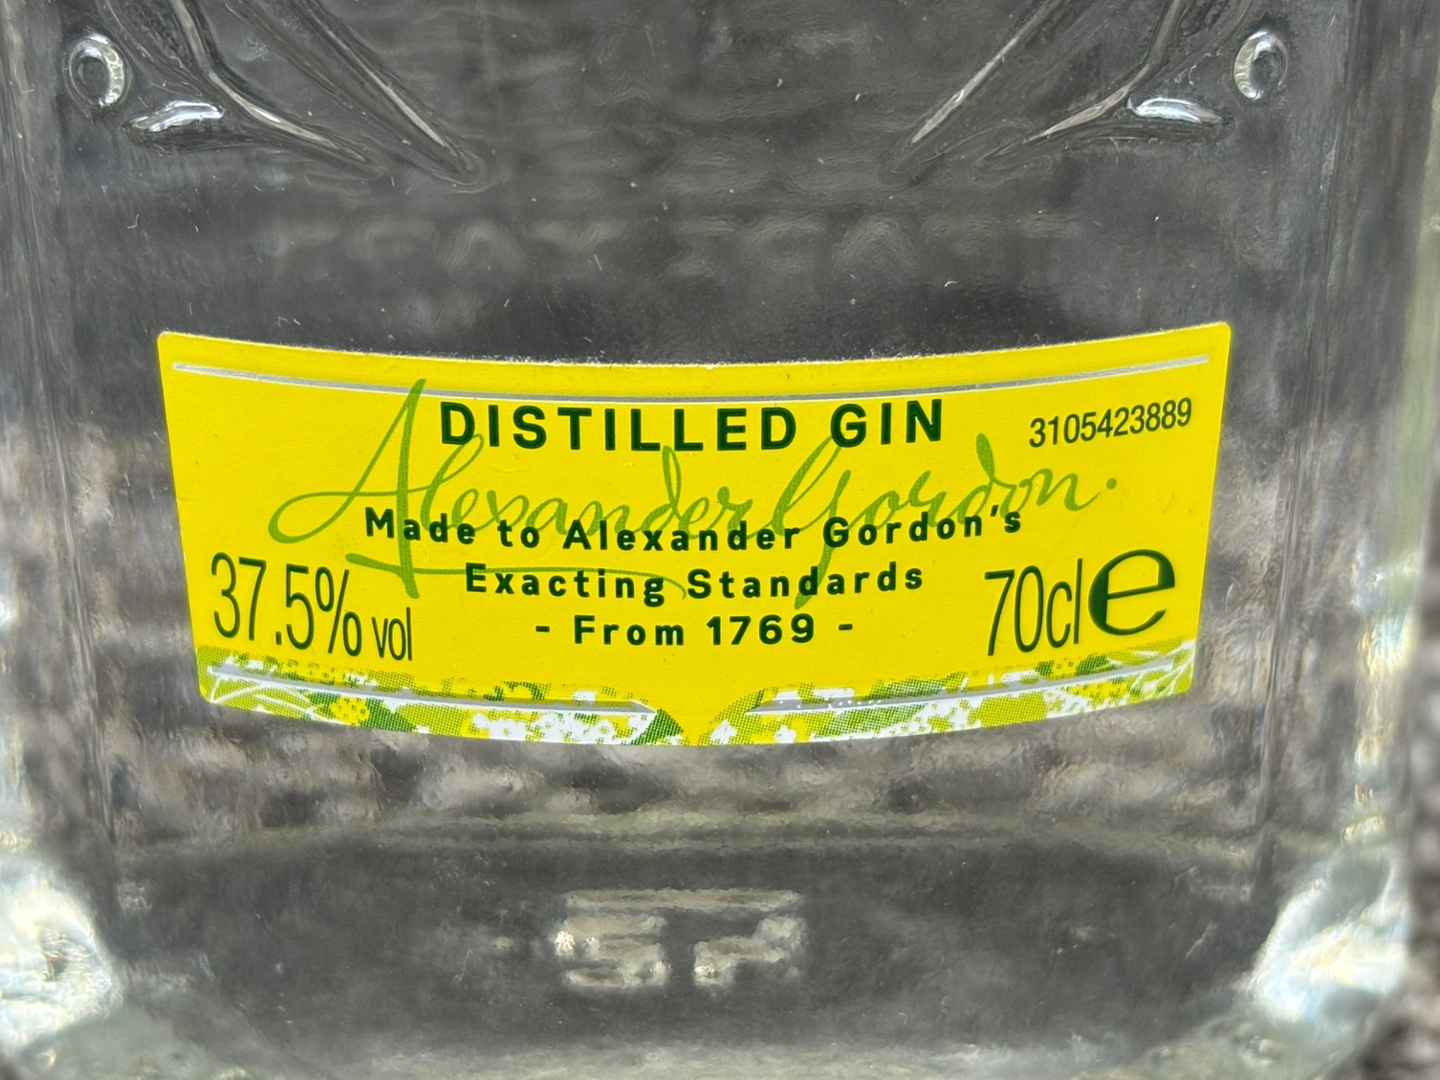 DISTILLED GIN
3105423889
Alexander Gordon.
Made to Alexander Gordon's
Exacting Standards
- From 1769 -
37.5% vol
70cl e